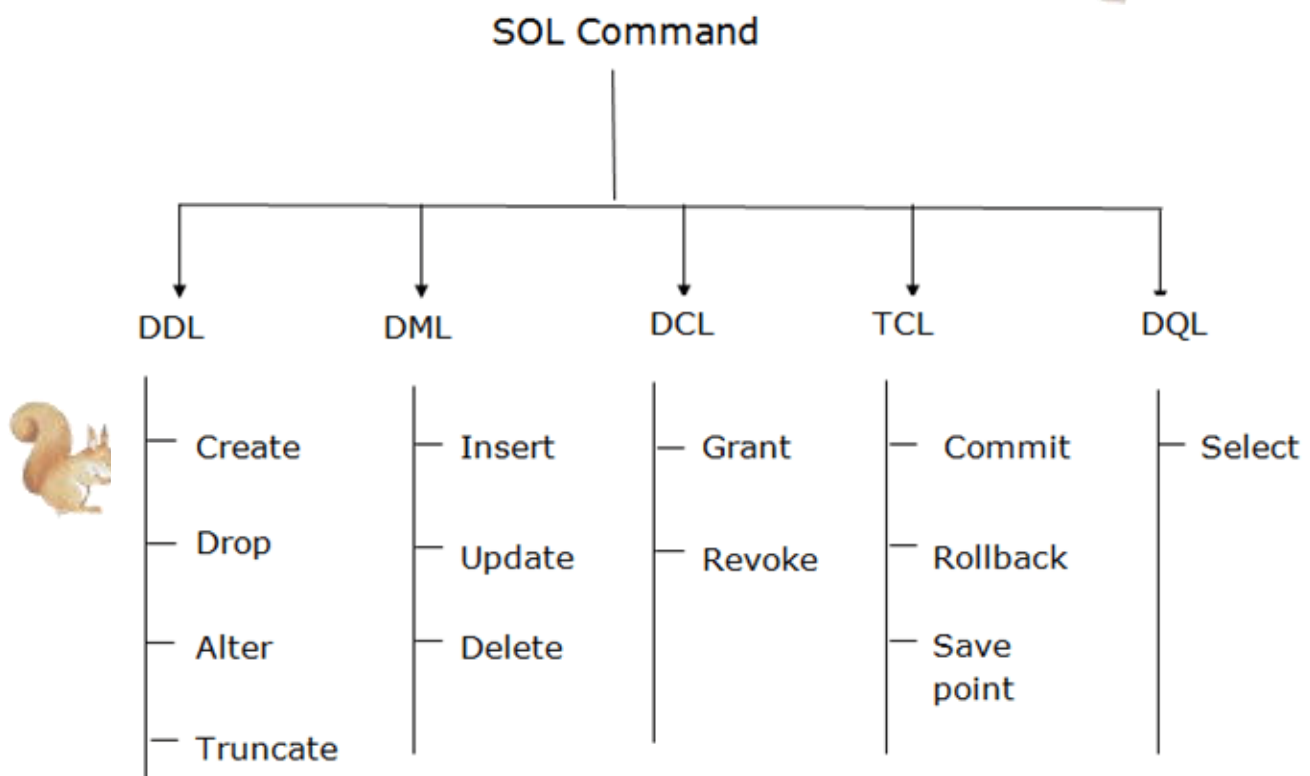 SOL Command
DDL
DML
DCL
TCL
DQL
Create
Insert
Grant
Commit
Select
Drop
Update
Revoke
Rollback
Alter
Delete
Save
point
Truncate